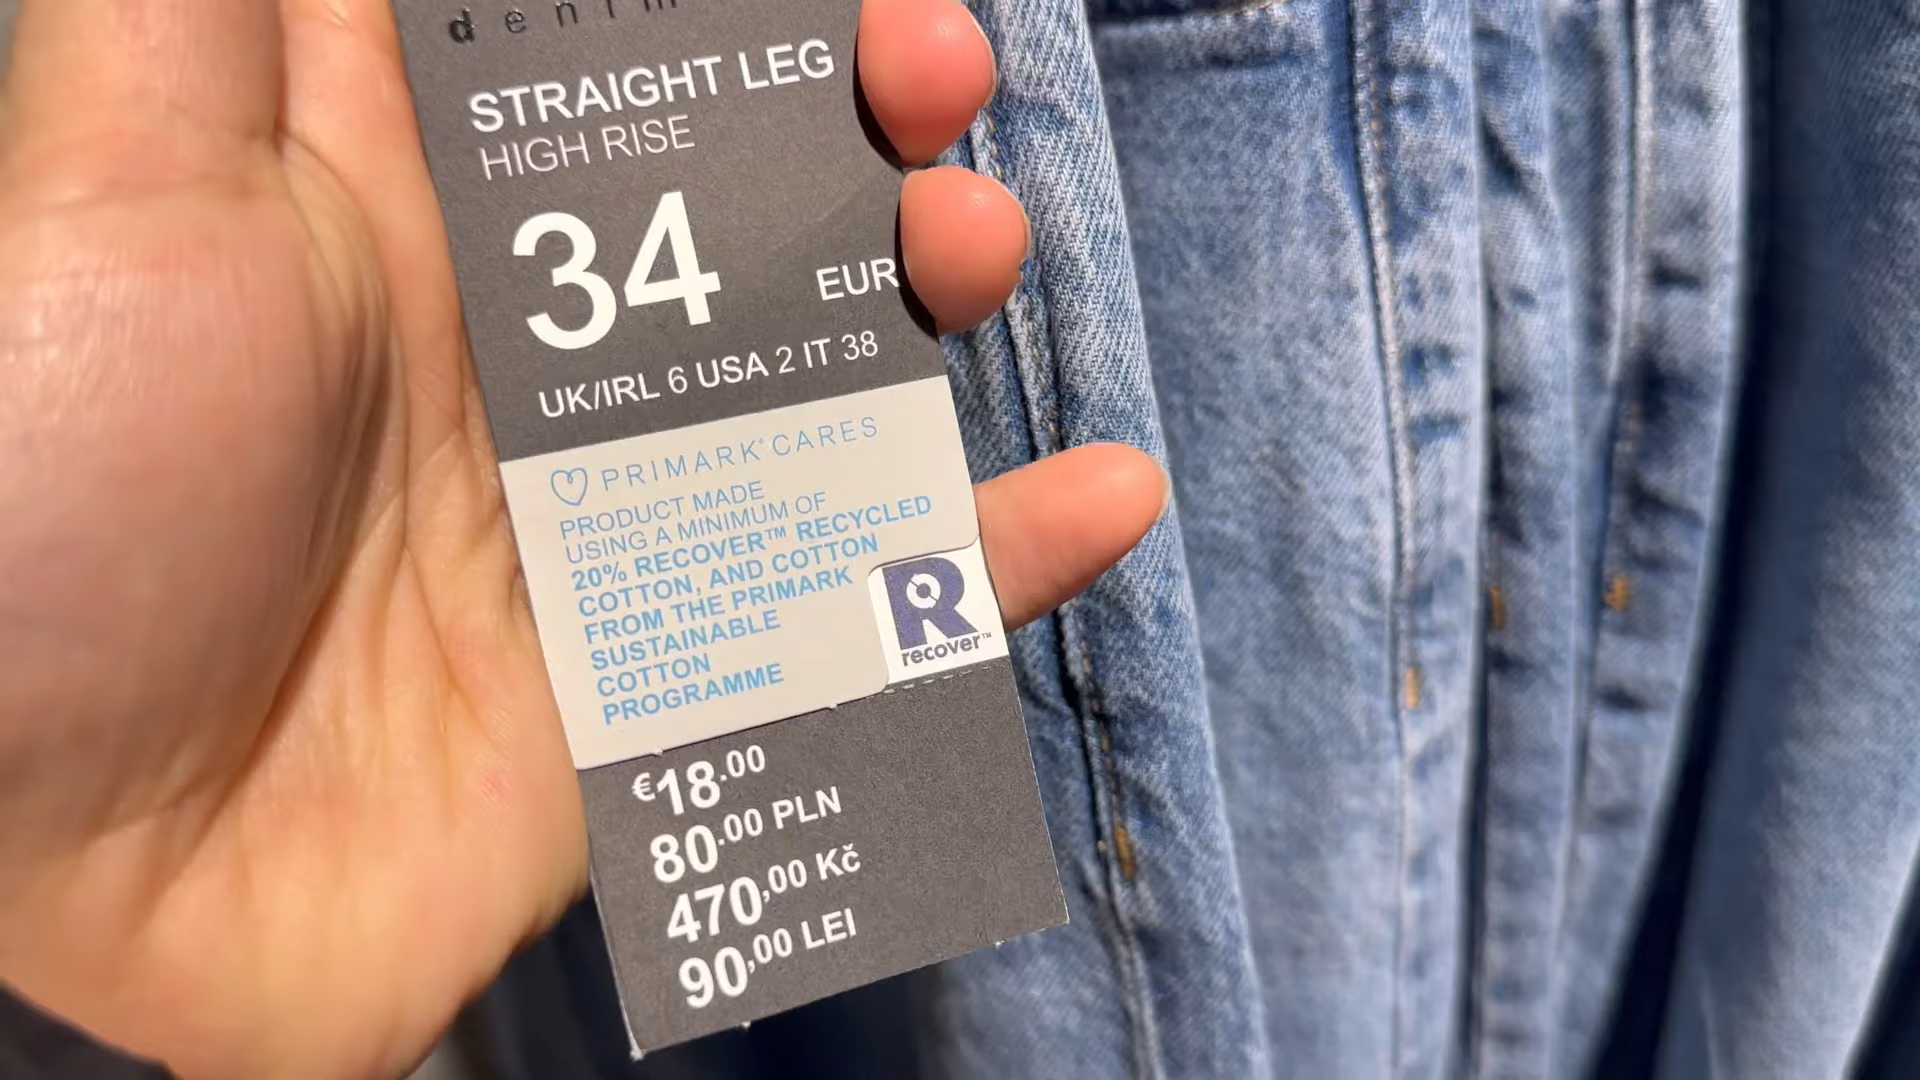 denim
STRAIGHT LEG
HIGH RISE
34 EUR
UK/IRL 6 USA 2 IT 38
PRIMARK® CARES
PRODUCT MADE
USING A MINIMUM OF
20% RECOVER™ RECYCLED
COTTON, AND COTTON
FROM THE PRIMARK
SUSTAINABLE
COTTON
PROGRAMME
R
recover™
€18.00
80.00 PLN
470,00 Kč
90,00 LEI